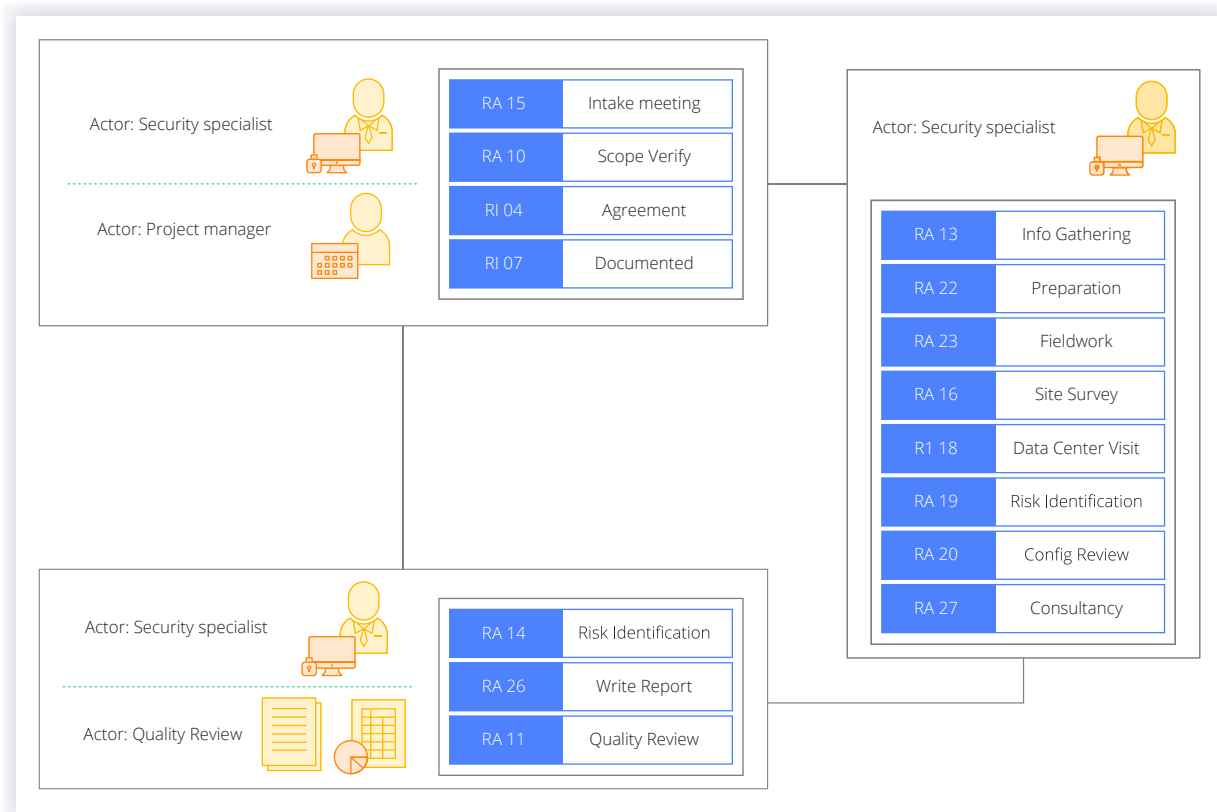 Actor: Security specialist
Actor: Project manager
RA 15 Intake meeting
RA 10 Scope Verify
RI 04 Agreement
RI 07 Documented
Actor: Security specialist
RA 13 Info Gathering
RA 22 Preparation
RA 23 Fieldwork
RA 16 Site Survey
R1 18 Data Center Visit
RA 19 Risk Identification
RA 20 Config Review
RA 27 Consultancy
Actor: Security specialist
Actor: Quality Review
RA 14 Risk Identification
RA 26 Write Report
RA 11 Quality Review